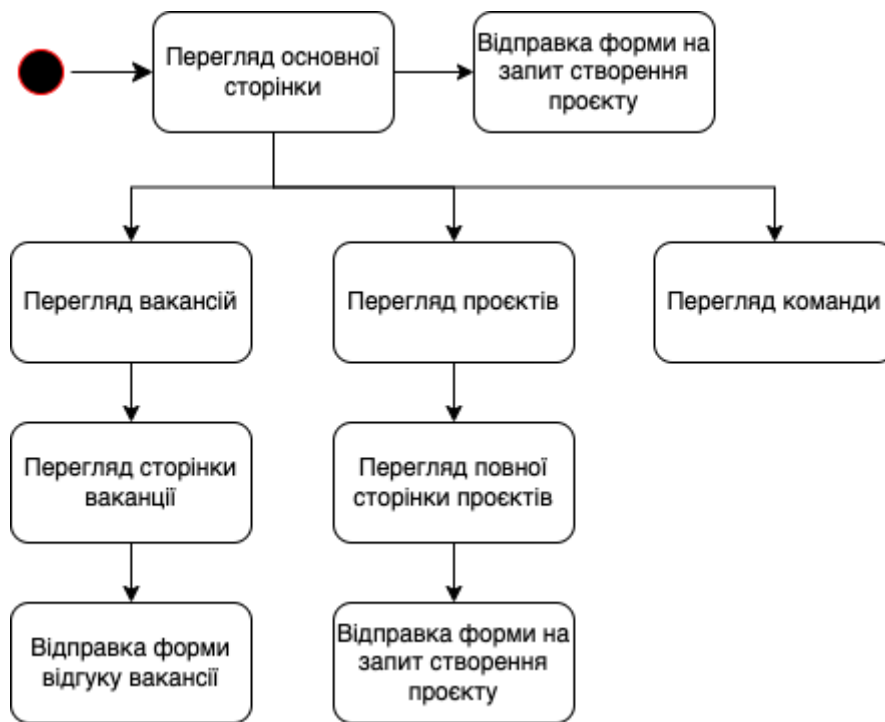 Перегляд основної
сторінки
Відправка форми на
запит створення
проєкту
Перегляд вакансій
Перегляд проєктів
Перегляд команди
Перегляд сторінки
ваканції
Перегляд повної
сторінки проєктів
Відправка форми
відгуку вакансії
Відправка форми на
запит створення
проєкту